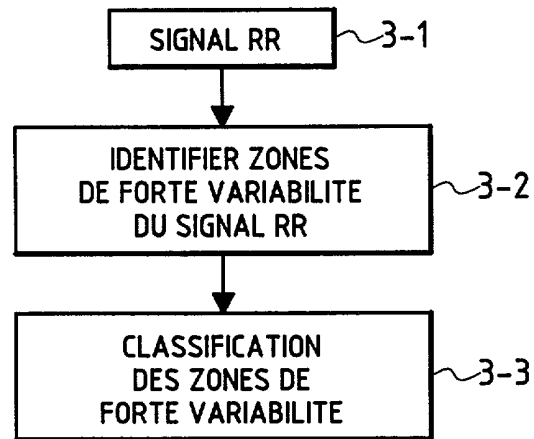 SIGNAL RR
3-1
IDENTIFIER ZONES
DE FORTE VARIABILITE
DU SIGNAL RR
3-2
CLASSIFICATION
DES ZONES DE
FORTE VARIABILITE
3-3